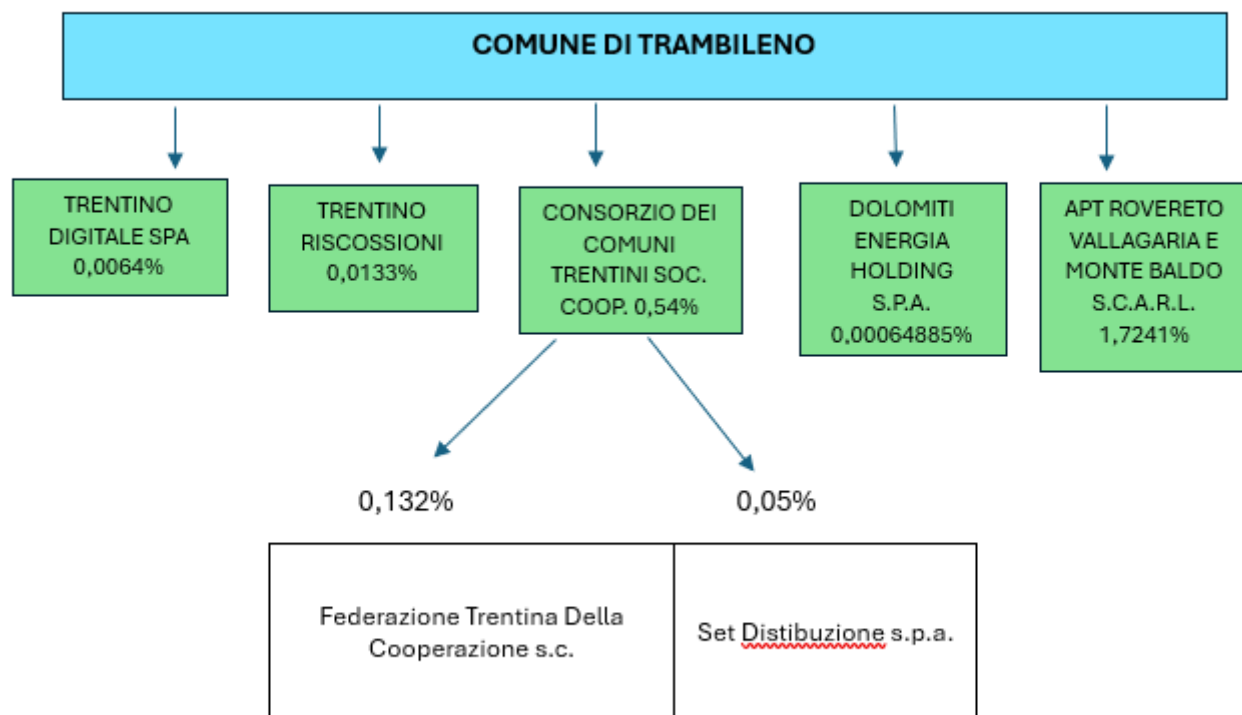 COMUNE DI TRAMBILENO
TRENTINO
DIGITALE SPA
0,0064%
TRENTINO
RISCOSSIONI
0,0133%
CONSORZIO DEI
COMUNI
TRENTINI SOC.
COOP. 0,54%
DOLOMITI
ENERGIA
HOLDING
S.P.A.
0,00064885%
APT ROVERETO
VALLAGARIA E
MONTE BALDO
S.C.A.R.L.
1,7241%
0,132%
0,05%
Federazione Trentina Della
Cooperazione s.c.
Set Distibuzione s.p.a.